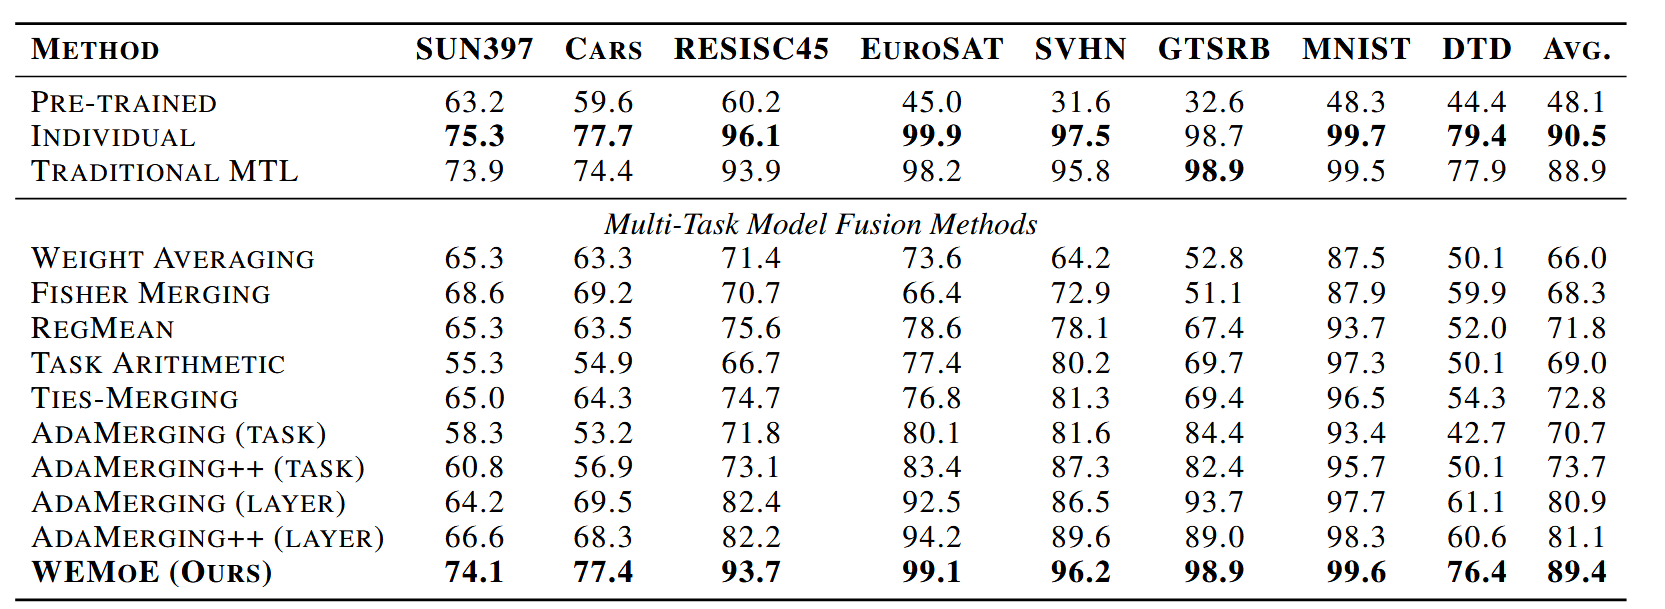 METHOD SUN397 CARS RESISC45 EUROSAT SVHN GTSRB MNIST DTD AVG.
PRE-TRAINED 63.2 59.6 60.2 45.0 31.6 32.6 48.3 44.4 48.1
INDIVIDUAL 75.3 77.7 96.1 99.9 97.5 98.7 99.7 79.4 90.5
TRADITIONAL MTL 73.9 74.4 93.9 98.2 95.8 98.9 99.5 77.9 88.9
Multi-Task Model Fusion Methods
WEIGHT AVERAGING 65.3 63.3 71.4 73.6 64.2 52.8 87.5 50.1 66.0
FISHER MERGING 68.6 69.2 70.7 66.4 72.9 51.1 87.9 59.9 68.3
REGMEAN 65.3 63.5 75.6 78.6 78.1 67.4 93.7 52.0 71.8
TASK ARITHMETIC 55.3 54.9 66.7 77.4 80.2 69.7 97.3 50.1 69.0
TIES-MERGING 65.0 64.3 74.7 76.8 81.3 69.4 96.5 54.3 72.8
ADAMERGING (TASK) 58.3 53.2 71.8 80.1 81.6 84.4 93.4 42.7 70.7
ADAMERGING++ (TASK) 60.8 56.9 73.1 83.4 87.3 82.4 95.7 50.1 73.7
ADAMERGING (LAYER) 64.2 69.5 82.4 92.5 86.5 93.7 97.7 61.1 80.9
ADAMERGING++ (LAYER) 66.6 68.3 82.2 94.2 89.6 89.0 98.3 60.6 81.1
WEMOE (OURS) 74.1 77.4 93.7 99.1 96.2 98.9 99.6 76.4 89.4